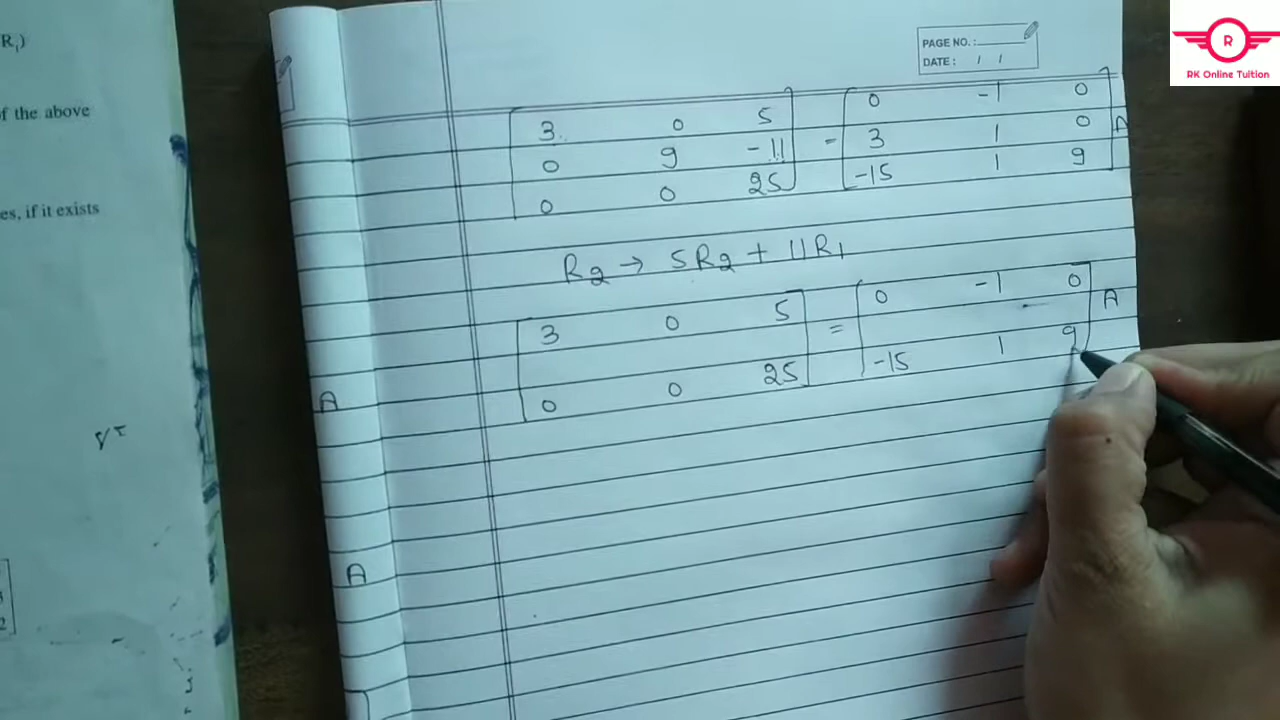 R₁)
of the above
es, if it exists
R
RK Online Tuition
PAGE NO. :
DATE : / /
3 0 5 0 -1 0
0 9 -11 - 3 1 0 A
0 0 25 -15 1 9
R2 → 5R2 + 11R1
3 0 5 = 0 -1 0 A
0 0 25 -15 1 9
A
A
2